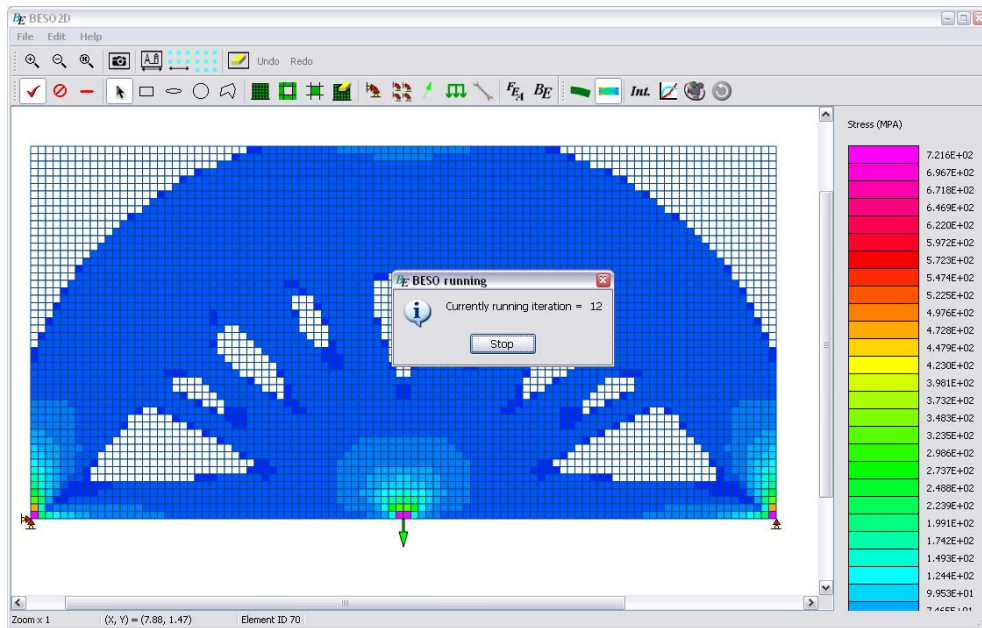 BE BESO2D
File Edit Help
A.B Undo Redo
FEA BE Int.
Stress (MPA)
7.216E+02
6.967E+02
6.718E+02
6.469E+02
6.220E+02
5.972E+02
5.723E+02
5.474E+02
5.225E+02
4.976E+02
4.728E+02
4.479E+02
4.230E+02
3.981E+02
3.732E+02
3.483E+02
3.235E+02
2.986E+02
2.737E+02
2.488E+02
2.239E+02
1.991E+02
1.742E+02
1.493E+02
1.244E+02
9.953E+01
BE BESO running
Currently running iteration = 12
Stop
Zoom x 1 (X, Y) = (7.88, 1.47) Element ID 70